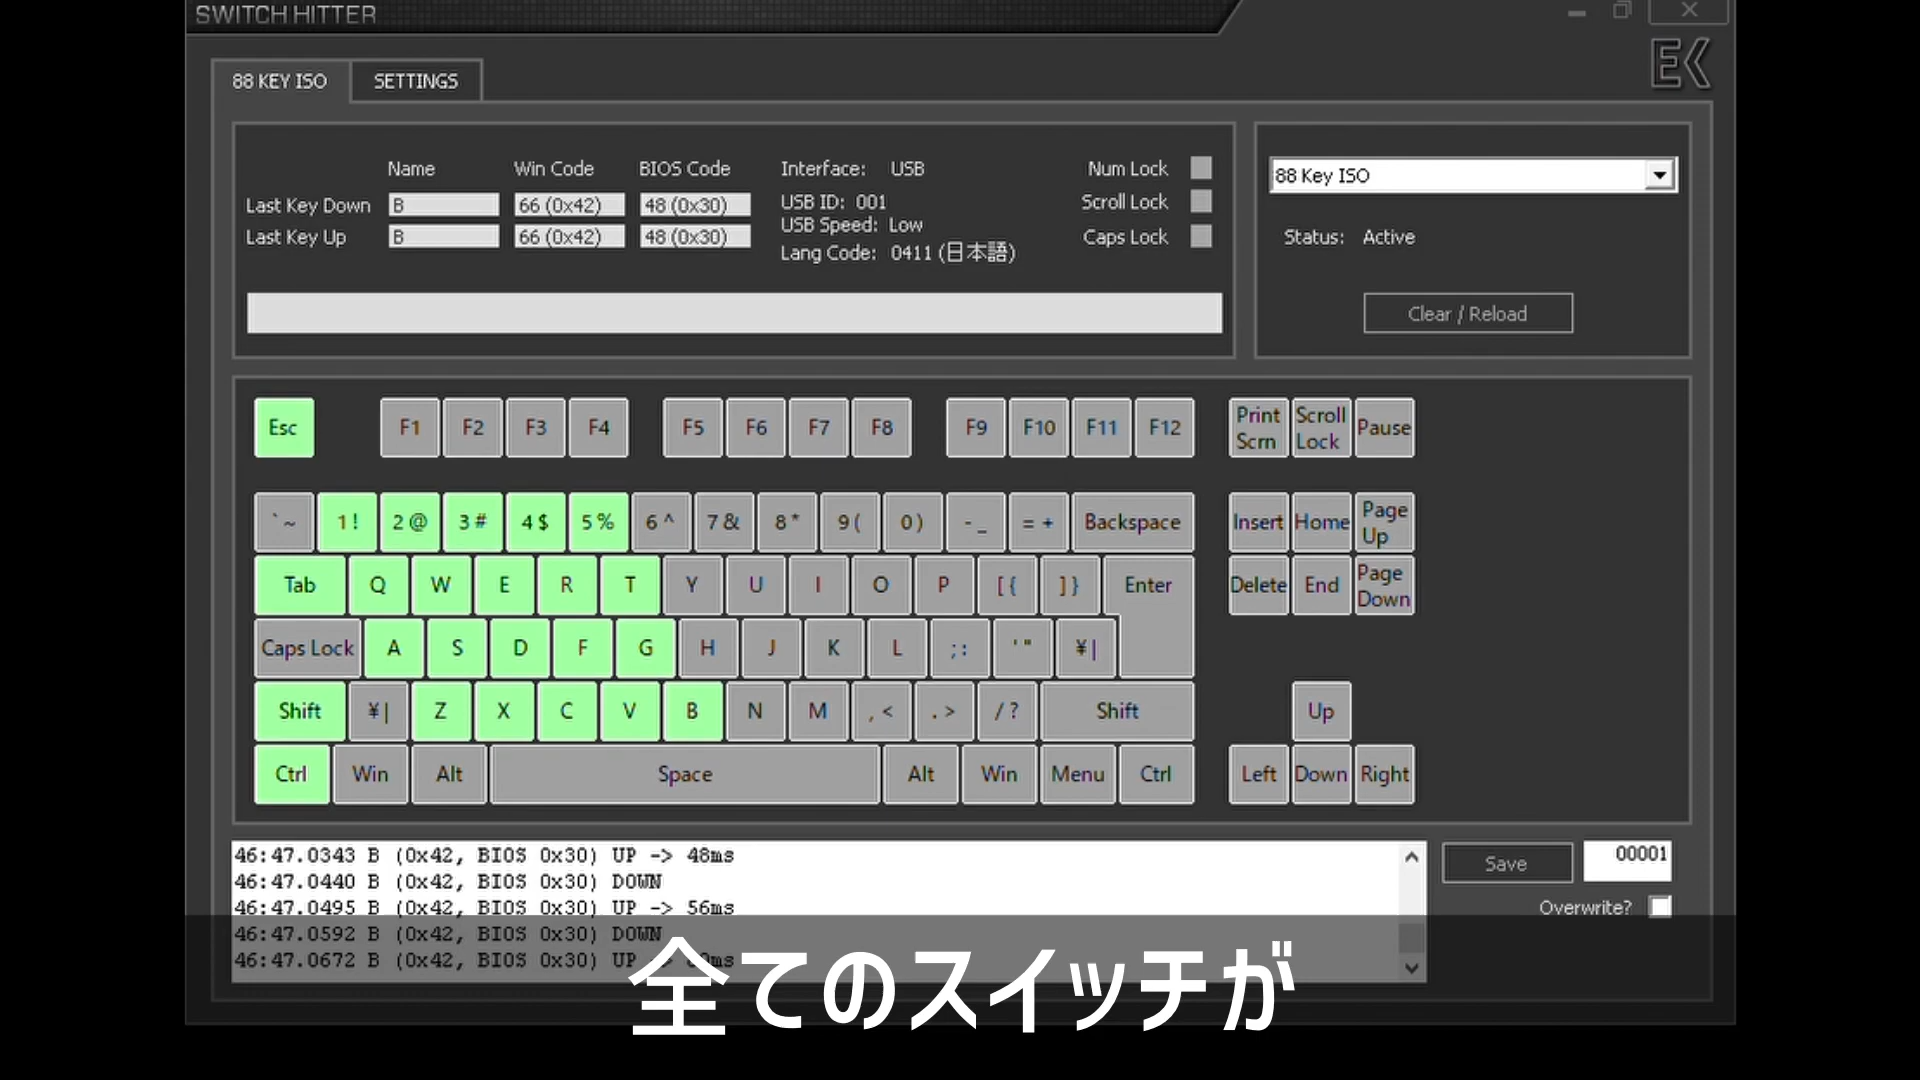 SWITCH HITTER
EK
88 KEY ISO SETTINGS
Name Win Code BIOS Code Interface: USB Num Lock
88 Key ISO
Last Key Down B 66 (0x42) 48 (0x30) USB ID: 001 Scroll Lock
USB Speed: Low
Last Key Up B 66 (0x42) 48 (0x30) Lang Code: 0411 (日本語) Caps Lock
Status: Active
Clear / Reload
Esc F1 F2 F3 F4 F5 F6 F7 F8 F9 F10 F11 F12 Print Scrn Scroll Lock Pause
` ~ 1 ! 2 @ 3 # 4 $ 5 % 6 ^ 7 & 8 * 9 ( 0 ) - _ = + Backspace Insert Home Page Up
Tab Q W E R T Y U I O P [ { ] } Enter Delete End Page Down
Caps Lock A S D F G H J K L ; : ' " ¥ |
Shift ¥ | Z X C V B N M , < . > / ? Shift Up
Ctrl Win Alt Space Alt Win Menu Ctrl Left Down Right
46:47.0343 B (0x42, BIOS 0x30) UP -> 48ms
46:47.0440 B (0x42, BIOS 0x30) DOWN
46:47.0495 B (0x42, BIOS 0x30) UP -> 56ms
46:47.0592 B (0x42, BIOS 0x30) DOWN
46:47.0672 B (0x42, BIOS 0x30) UP
Save 00001
Overwrite?
全てのスイッチが